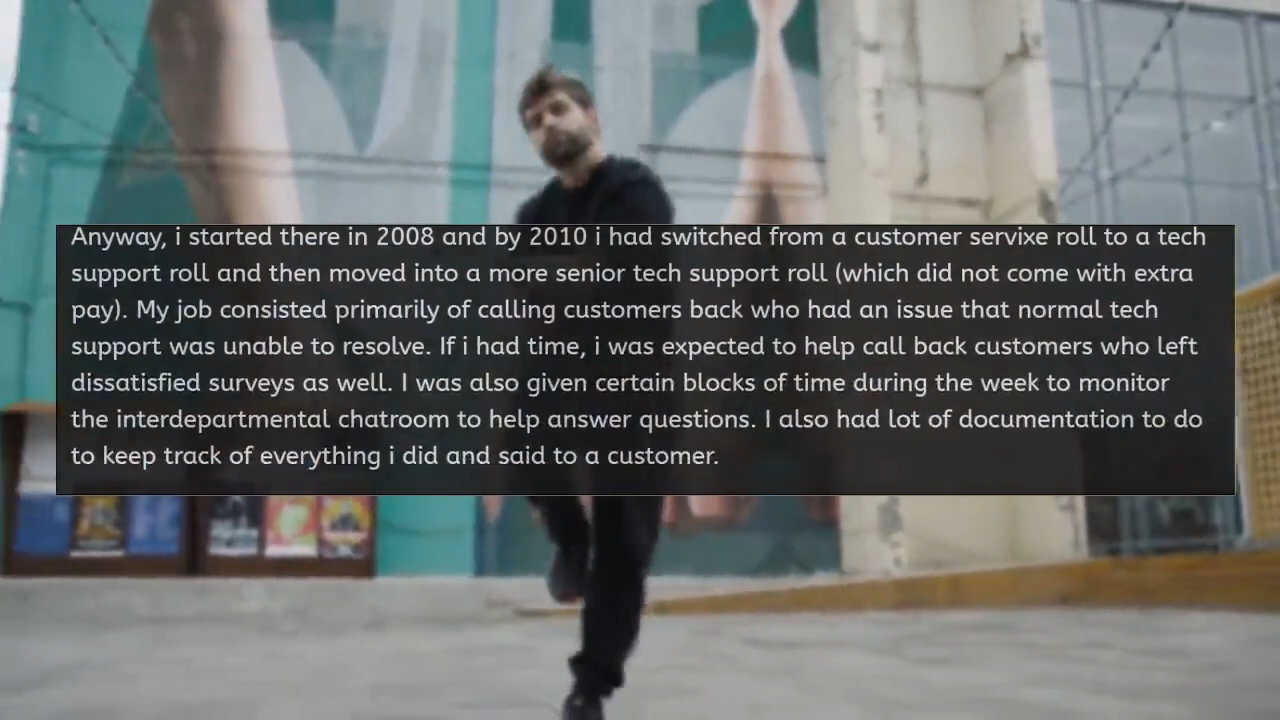 Anyway, i started there in 2008 and by 2010 i had switched from a customer servixe roll to a tech
support roll and then moved into a more senior tech support roll (which did not come with extra
pay). My job consisted primarily of calling customers back who had an issue that normal tech
support was unable to resolve. If i had time, i was expected to help call back customers who left
dissatisfied surveys as well. I was also given certain blocks of time during the week to monitor
the interdepartmental chatroom to help answer questions. I also had lot of documentation to do
to keep track of everything i did and said to a customer.